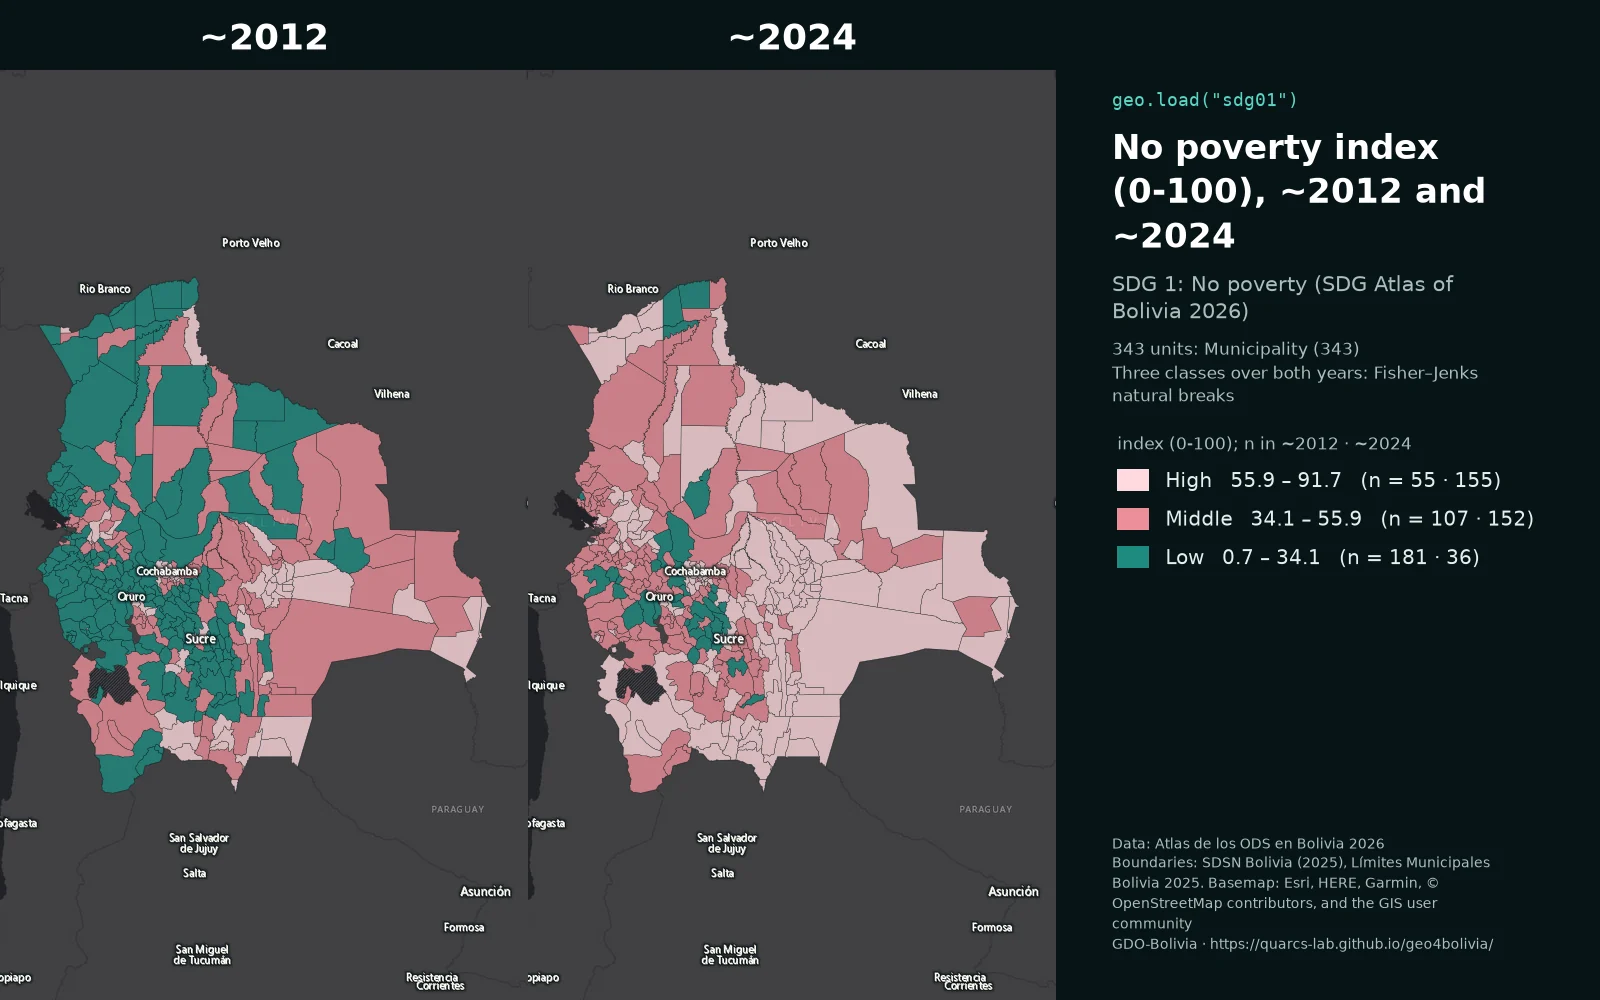 ~2012
~2024
geo.load("sdg01")
No poverty index
(0-100), ~2012 and
~2024
SDG 1: No poverty (SDG Atlas of
Bolivia 2026)
343 units: Municipality (343)
Three classes over both years: Fisher–Jenks
natural breaks
index (0-100); n in ~2012 · ~2024
High 55.9 – 91.7 (n = 55 · 155)
Middle 34.1 – 55.9 (n = 107 · 152)
Low 0.7 – 34.1 (n = 181 · 36)
Data: Atlas de los ODS en Bolivia 2026
Boundaries: SDSN Bolivia (2025), Límites Municipales
Bolivia 2025. Basemap: Esri, HERE, Garmin, ©
OpenStreetMap contributors, and the GIS user
community
GDO-Bolivia · https://quarcs-lab.github.io/geo4bolivia/
Porto Velho
Rio Branco
Cacoal
Vilhena
Cochabamba
Tacna
Oruro
Sucre
Iquique
PARAGUAY
ofagasta
San Salvador
de Jujuy
Salta
Asunción
Formosa
San Miguel
de Tucumán
opiapo
Resistencia
Corrientes
Porto Velho
Rio Branco
Cacoal
Vilhena
Cochabamba
Tacna
Oruro
Sucre
Iquique
PARAGUAY
ofagasta
San Salvador
de Jujuy
Salta
Asunción
Formosa
San Miguel
de Tucumán
opiapo
Resistencia
Corrientes